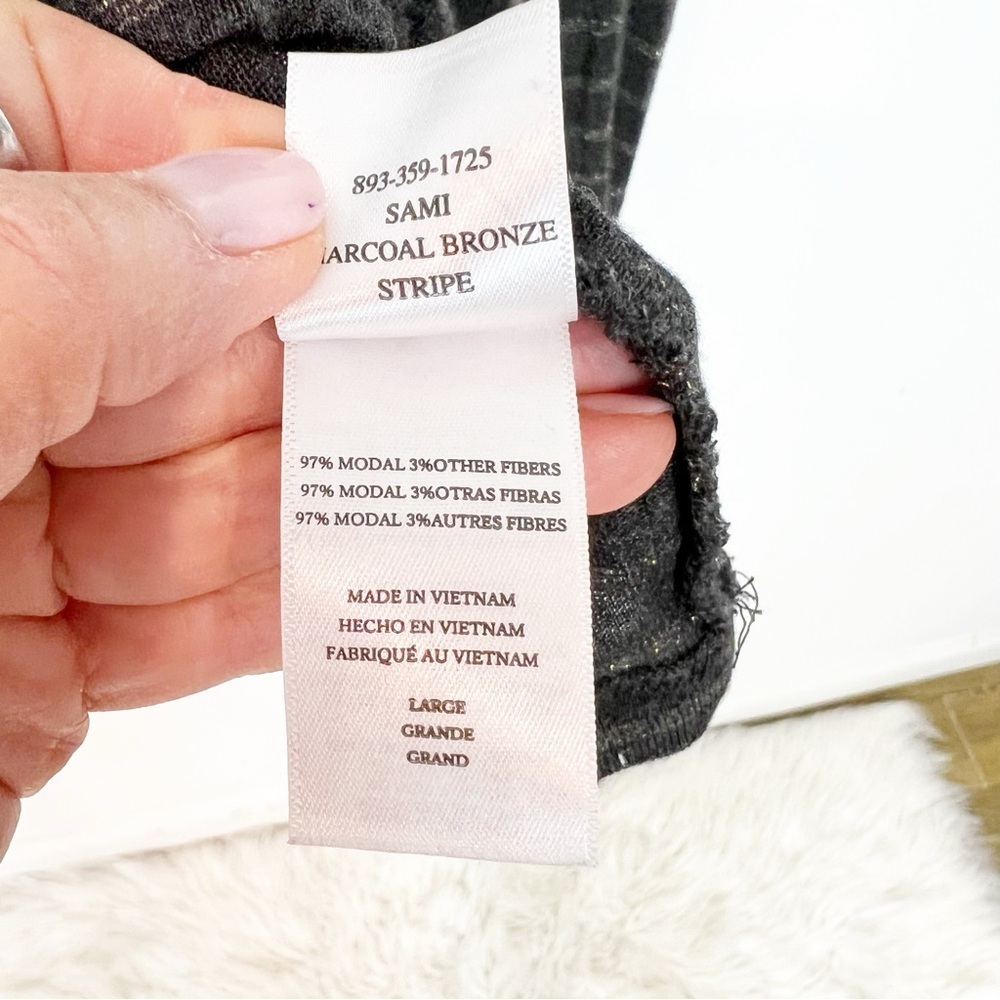 893-359-1725
SAMI
ARCOAL BRONZE
STRIPE
97% MODAL 3%OTHER FIBERS
97% MODAL 3%OTRAS FIBRAS
97% MODAL 3%AUTRES FIBRES
MADE IN VIETNAM
HECHO EN VIETNAM
FABRIQUÉ AU VIETNAM
LARGE
GRANDE
GRAND